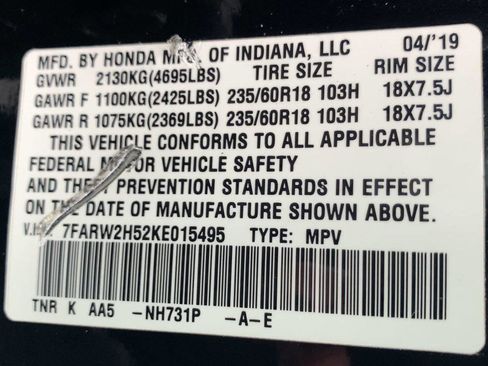 MFD. BY HONDA MFG. OF INDIANA, LLC 04/'19
GVWR 2130KG(4695LBS) TIRE SIZE RIM SIZE
GAWR F 1100KG(2425LBS) 235/60R18 103H 18X7.5J
GAWR R 1075KG(2369LBS) 235/60R18 103H 18X7.5J
THIS VEHICLE CONFORMS TO ALL APPLICABLE
FEDERAL MOTOR VEHICLE SAFETY
AND THEFT PREVENTION STANDARDS IN EFFECT
ON THE DATE OF MANUFACTURE SHOWN ABOVE.
V.I.N. 7FARW2H52KE015495 TYPE: MPV
TNR K AA5 -NH731P -A-E